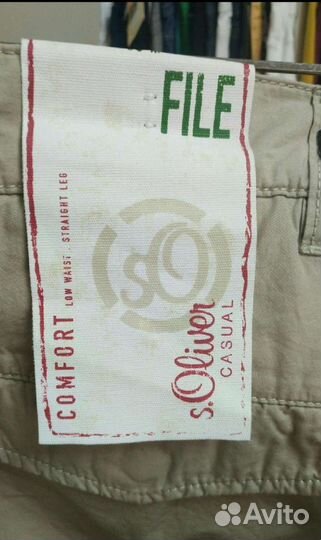 FILE
COMFORT
LOW WAIST. STRAIGHT LEG
sO
s.Oliver
CASUAL
Avito